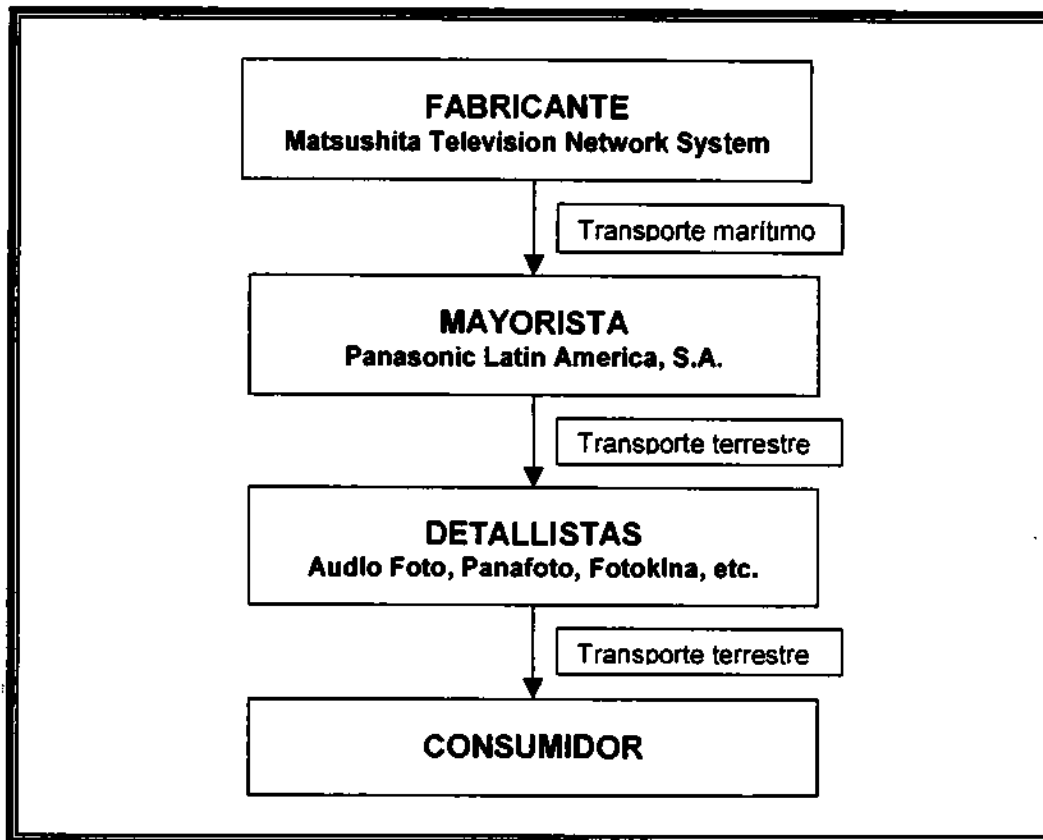 FABRICANTE
Matsushita Television Network System
Transporte marítimo
MAYORISTA
Panasonic Latin America, S.A.
Transporte terrestre
DETALLISTAS
Audio Foto, Panafoto, Fotokina, etc.
Transporte terrestre
CONSUMIDOR